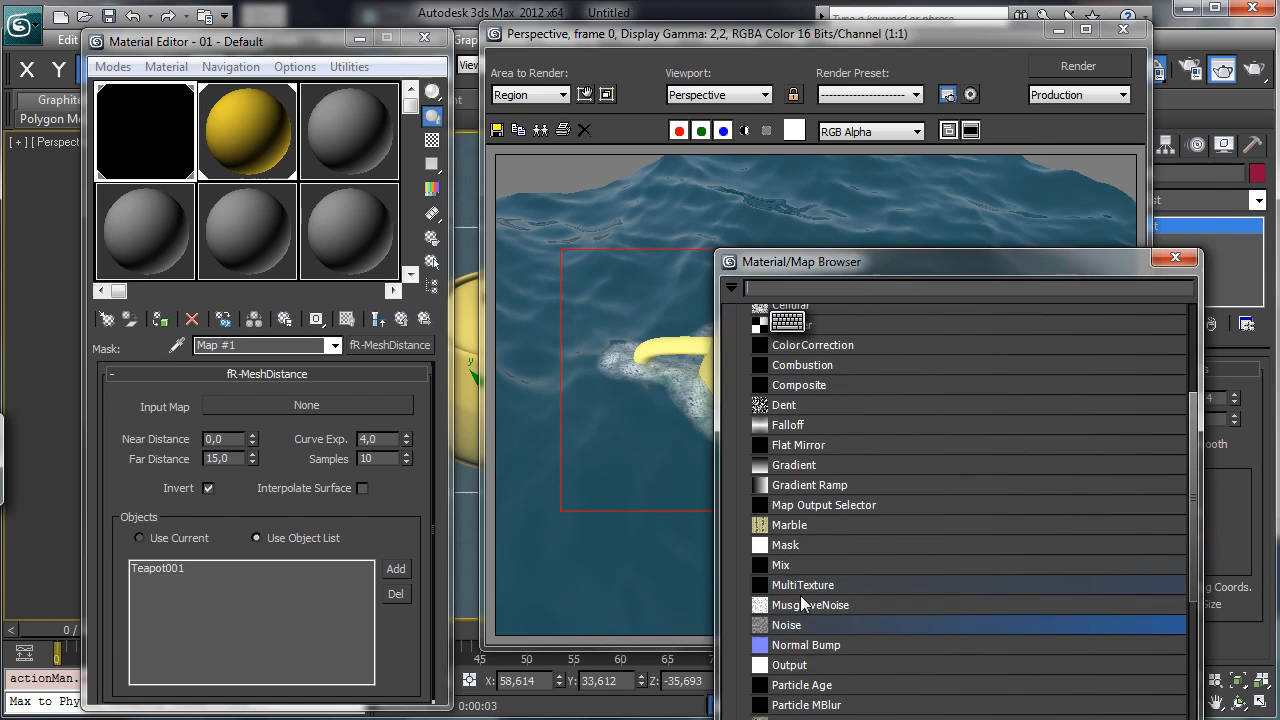 Autodesk 3ds Max 2012 x64 Untitled
Type a keyword or phrase
Material Editor - 01 - Default
Modes Material Navigation Options Utilities
Mask: Map #1 fR-MeshDistance
- fR-MeshDistance
Input Map None
Near Distance 0,0 Curve Exp. 4,0
Far Distance 15,0 Samples 10
Invert Interpolate Surface
Objects
Use Current Use Object List
Teapot001
Add
Del
Perspective, frame 0, Display Gamma: 2,2, RGBA Color 16 Bits/Channel (1:1)
Area to Render: Viewport: Render Preset: Render
Region Perspective Production
RGB Alpha
Material/Map Browser
ColorCorrection
Combustion
Composite
Dent
Falloff
Flat Mirror
Gradient
Gradient Ramp
Map Output Selector
Marble
Mask
Mix
MultiTexture
Noise
Normal Bump
Output
Particle Age
Particle MBlur
[ + ] [ Perspect
Polygon Mode
45 50 55 60 65
X: 58,614 Y: 33,612 Z: -35,693
0:00:03
actionMan.
Max to Phy